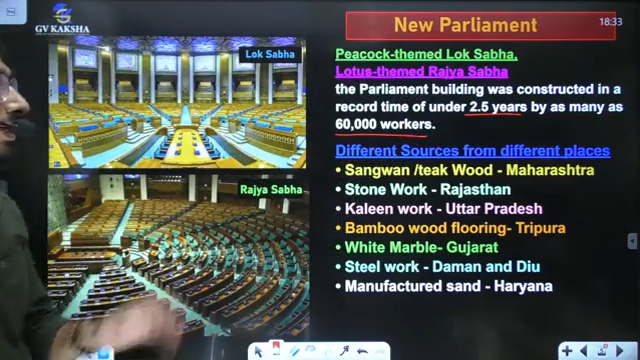 GV KAKSHA
New Parliament
18:33
Lok Sabha
Rajya Sabha
Peacock-themed Lok Sabha,
Lotus-themed Rajya Sabha
the Parliament building was constructed in a
record time of under 2.5 years by as many as
60,000 workers.
Different Sources from different places
• Sangwan /teak Wood - Maharashtra
• Stone Work - Rajasthan
• Kaleen work - Uttar Pradesh
• Bamboo wood flooring- Tripura
• White Marble- Gujarat
• Steel work - Daman and Diu
• Manufactured sand - Haryana